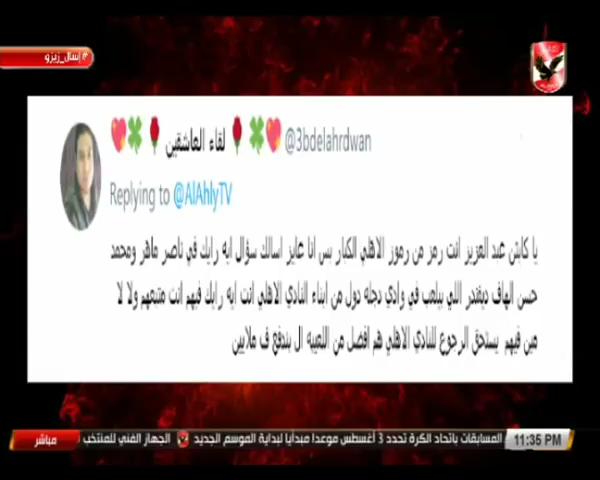 #إسأل_زيزو
لقاء العاشقين @3bdelahrdwan
Replying to @AlAhlyTV
يا كابتن عبد العزيز انت رمز من رموز الاهلي الكبار بس انا عايز اسالك سؤال ايه رايك في ناصر ماهر ومحمد
حسن الهاف ديفندر اللي بيلعب في وادي دجله دول من ابناء النادي الاهلي انت ايه رايك فيهم انت متبعهم ولا لا
مين فيهم يستحق الرجوع للنادي الاهلي هم افضل من اللعيبه ال بندفع ف ملايين
مباشر
المسابقات باتحاد الكرة تحدد 3 أغسطس موعدا مبدأيا لبداية الموسم الجديد
الجهاز الفني للمنتخب
11:35 PM